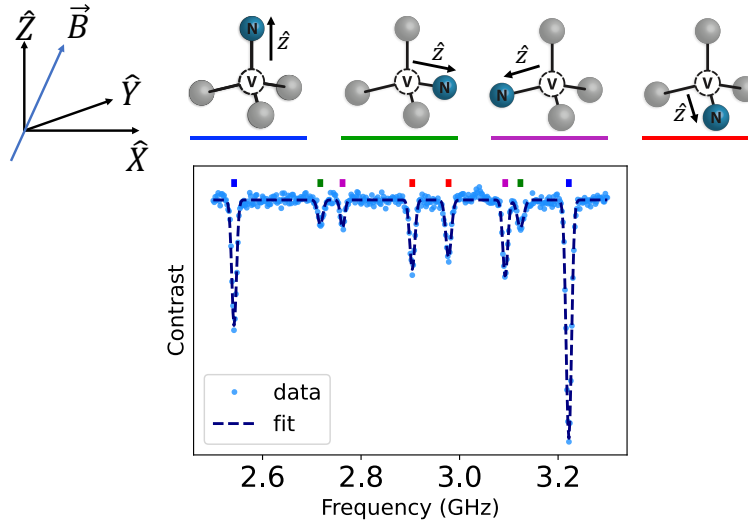 Ẑ
B⃗
Ŷ
X̂
N
ẑ
V
V
ẑ
N
V
ẑ
N
V
ẑ
N
Contrast
data
fit
2.6 2.8 3.0 3.2
Frequency (GHz)